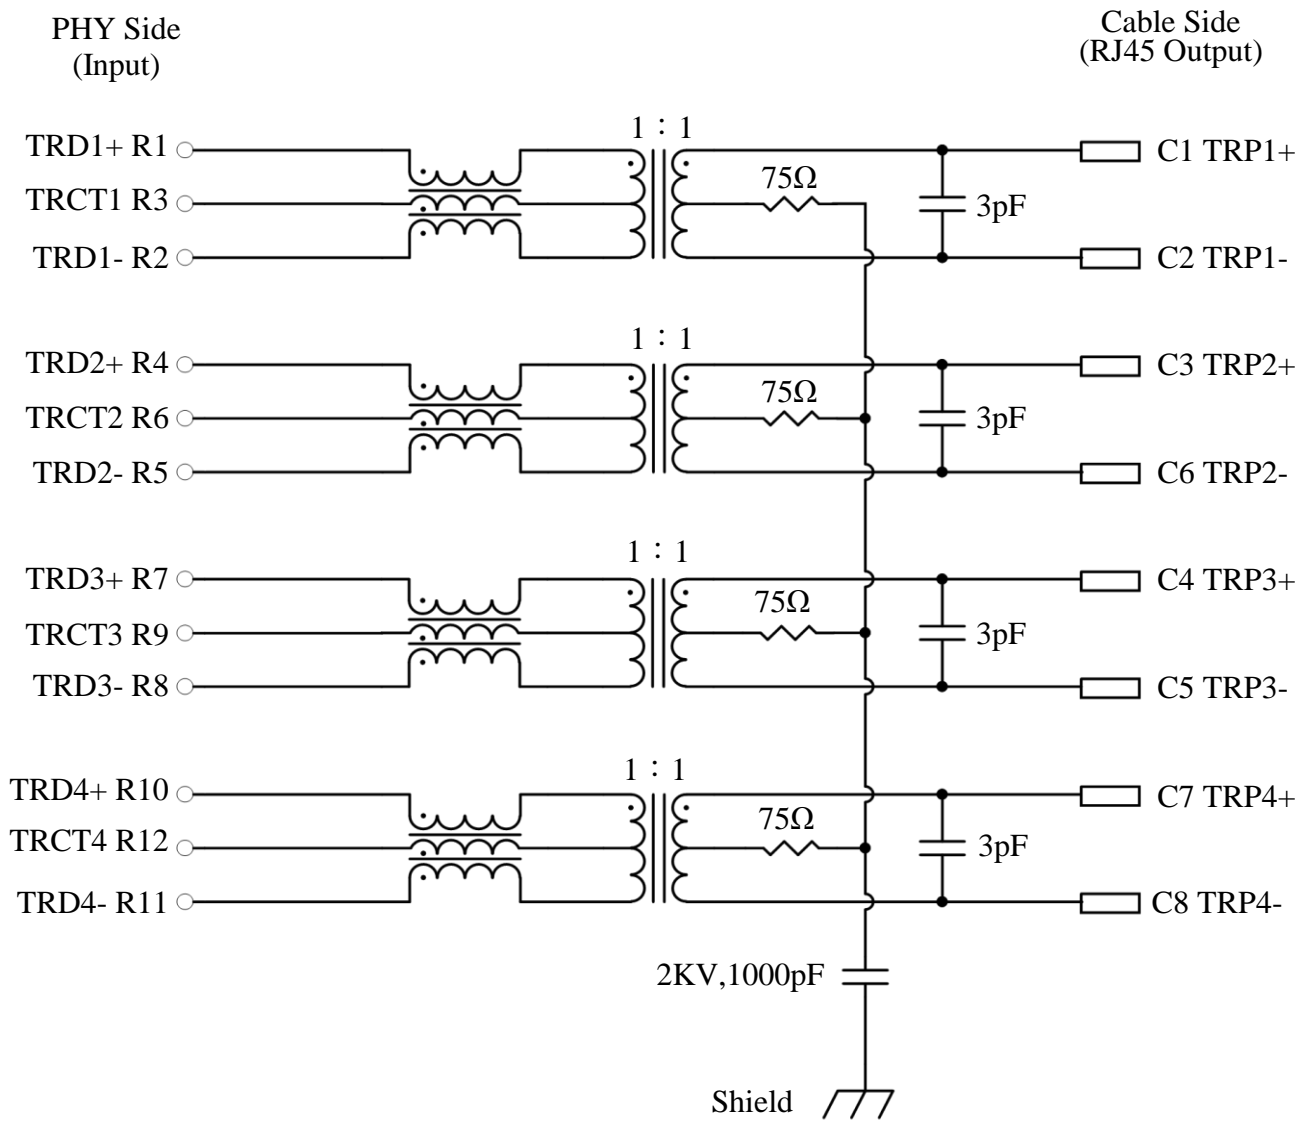 PHY Side
(Input)
Cable Side
(RJ45 Output)
1 : 1
TRD1+ R1
C1 TRP1+
75Ω
TRCT1 R3
3pF
TRD1- R2
C2 TRP1-
1 : 1
TRD2+ R4
C3 TRP2+
75Ω
TRCT2 R6
3pF
TRD2- R5
C6 TRP2-
1 : 1
TRD3+ R7
C4 TRP3+
75Ω
TRCT3 R9
3pF
TRD3- R8
C5 TRP3-
1 : 1
TRD4+ R10
C7 TRP4+
75Ω
TRCT4 R12
3pF
TRD4- R11
C8 TRP4-
2KV,1000pF
Shield